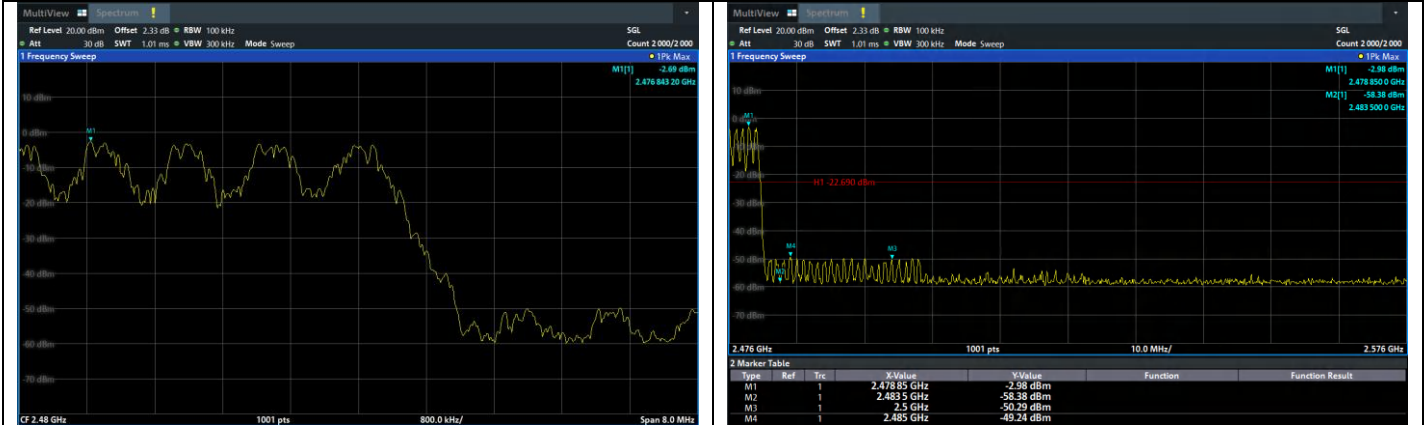 MultiView Spectrum !
Ref Level 20.00 dBm Offset 2.33 dB RBW 100 kHz SGL
Att 30 dB SWT 1.01 ms VBW 300 kHz Mode Sweep Count 2 000/2 000
1 Frequency Sweep 1Pk Max
M1[1] -2.69 dBm
2.476 843 20 GHz
10 dBm
0 dBm
M1
-10 dBm
-20 dBm
-30 dBm
-40 dBm
-50 dBm
-60 dBm
-70 dBm
CF 2.48 GHz 1001 pts 800.0 kHz/ Span 8.0 MHz
MultiView Spectrum !
Ref Level 20.00 dBm Offset 2.33 dB RBW 100 kHz SGL
Att 30 dB SWT 1.01 ms VBW 300 kHz Mode Sweep Count 2 000/2 000
1 Frequency Sweep 1Pk Max
M1[1] -2.98 dBm
2.478 850 0 GHz
M2[1] -58.38 dBm
2.483 500 0 GHz
10 dBm
0 dBm
M1
-10 dBm
-20 dBm
H1 -22.690 dBm
-30 dBm
-40 dBm
M4
M3
-50 dBm
M2
-60 dBm
-70 dBm
2.476 GHz 1001 pts 10.0 MHz/ 2.576 GHz
2 Marker Table
Type Ref Trc X-Value Y-Value Function Function Result
M1 1 2.478 85 GHz -2.98 dBm
M2 1 2.483 5 GHz -58.38 dBm
M3 1 2.5 GHz -50.29 dBm
M4 1 2.485 GHz -49.24 dBm